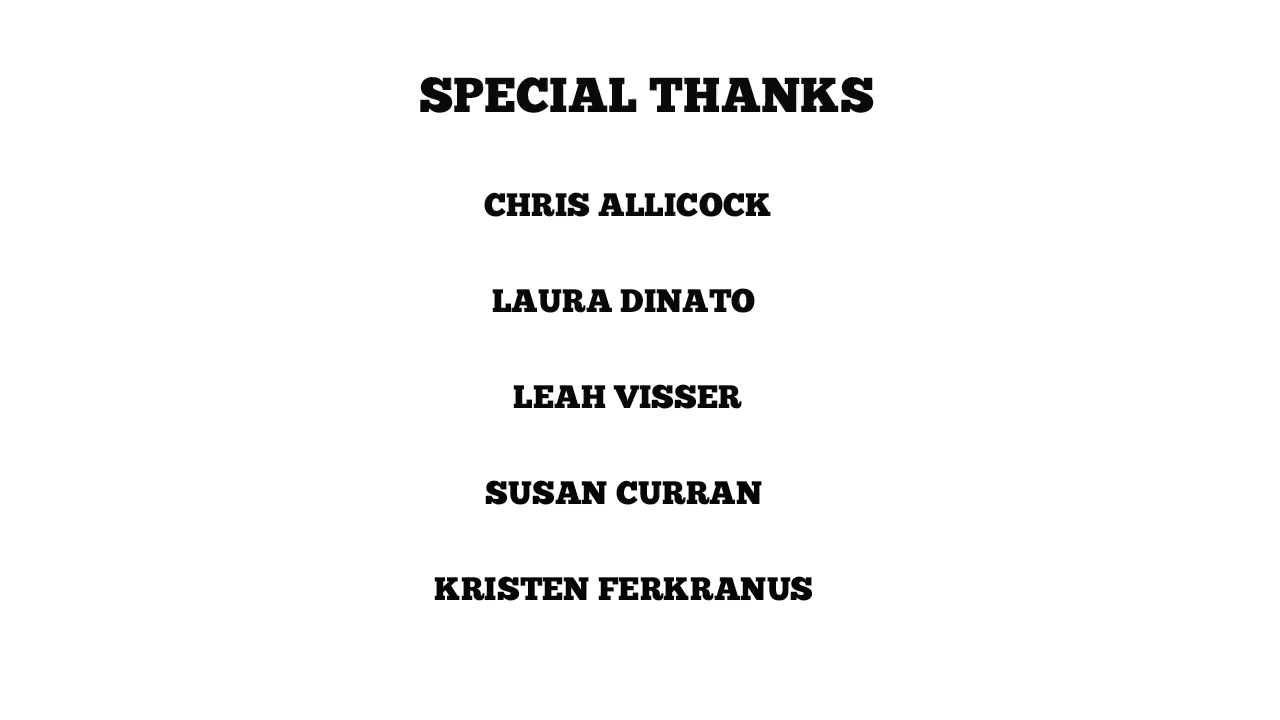 SPECIAL THANKS
CHRIS ALLICOCK
LAURA DINATO
LEAH VISSER
SUSAN CURRAN
KRISTEN FERKRANUS